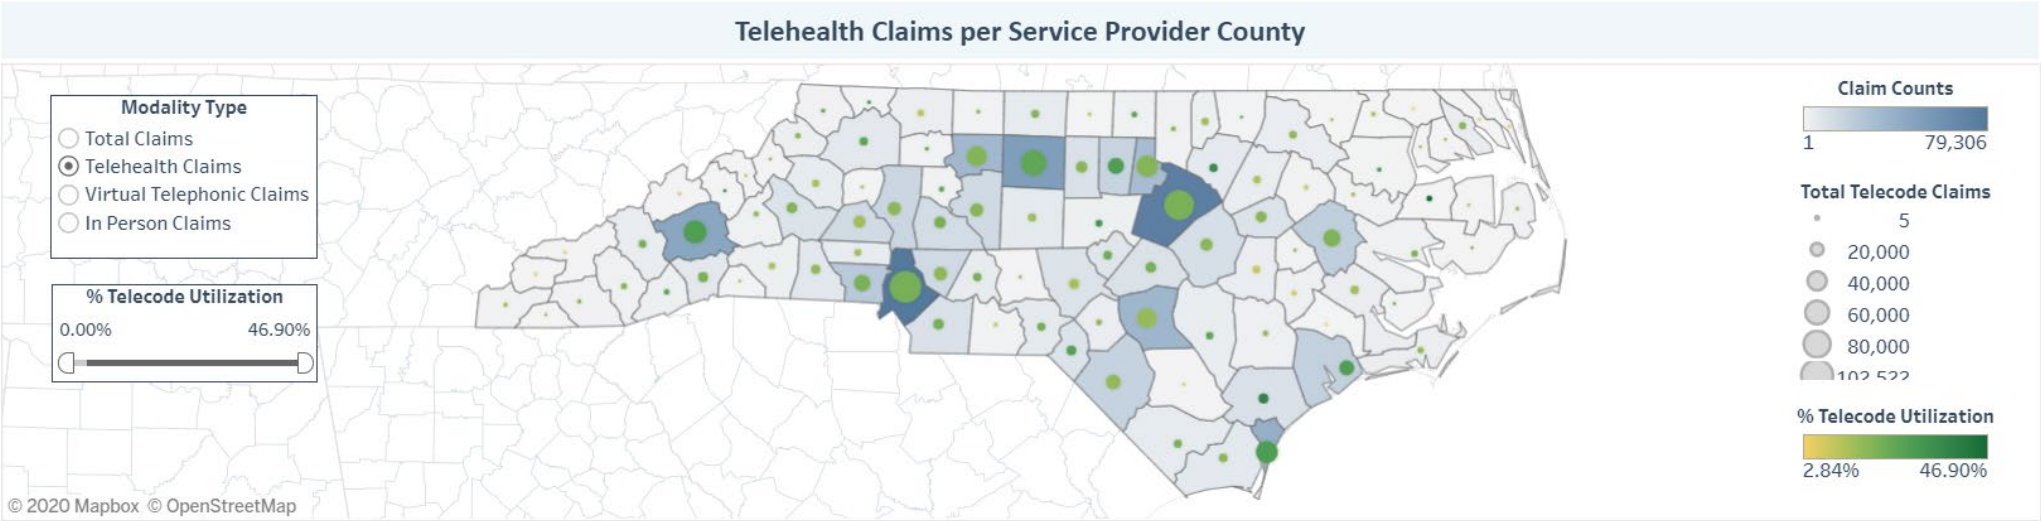 Telehealth Claims per Service Provider County
Modality Type
Total Claims
Telehealth Claims
Virtual Telephonic Claims
In Person Claims
% Telecode Utilization
0.00% 46.90%
© 2020 Mapbox © OpenStreetMap
Claim Counts
1 79,306
Total Telecode Claims
5
20,000
40,000
60,000
80,000
102,522
% Telecode Utilization
2.84% 46.90%